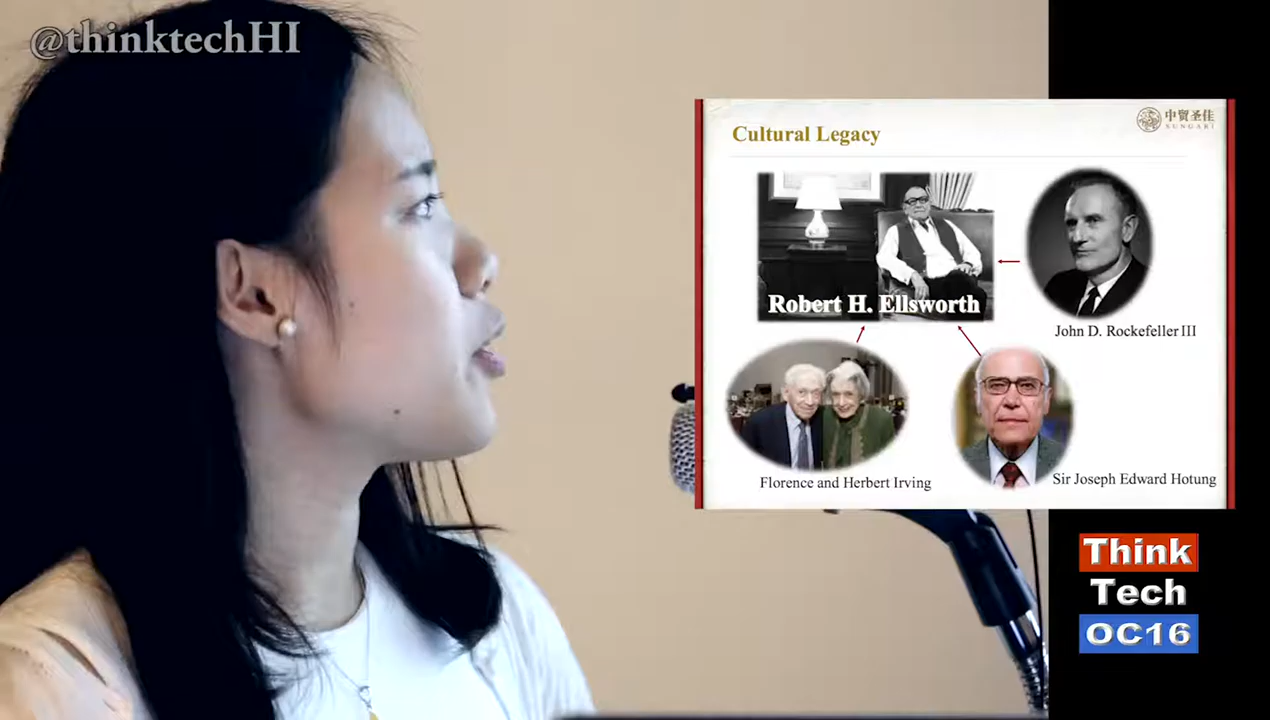 @thinktechHI
中贸圣佳
SUNGARI
Cultural Legacy
Robert H. Ellsworth
John D. Rockefeller III
Florence and Herbert Irving
Sir Joseph Edward Hotung
Think
Tech
OC16